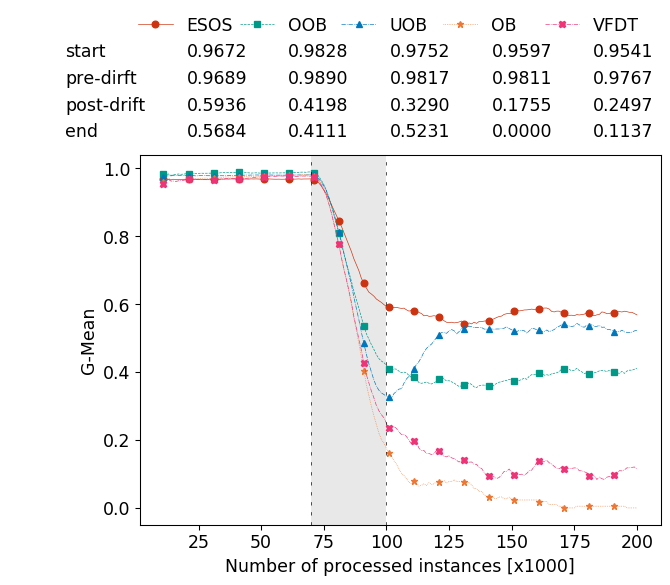 ESOS OOB UOB OB VFDT
start 0.9672 0.9828 0.9752 0.9597 0.9541
pre-dirft 0.9689 0.9890 0.9817 0.9811 0.9767
post-drift 0.5936 0.4198 0.3290 0.1755 0.2497
end 0.5684 0.4111 0.5231 0.0000 0.1137
1.0
0.8
0.6
0.4
0.2
0.0
G-Mean
25 50 75 100 125 150 175 200
Number of processed instances [x1000]